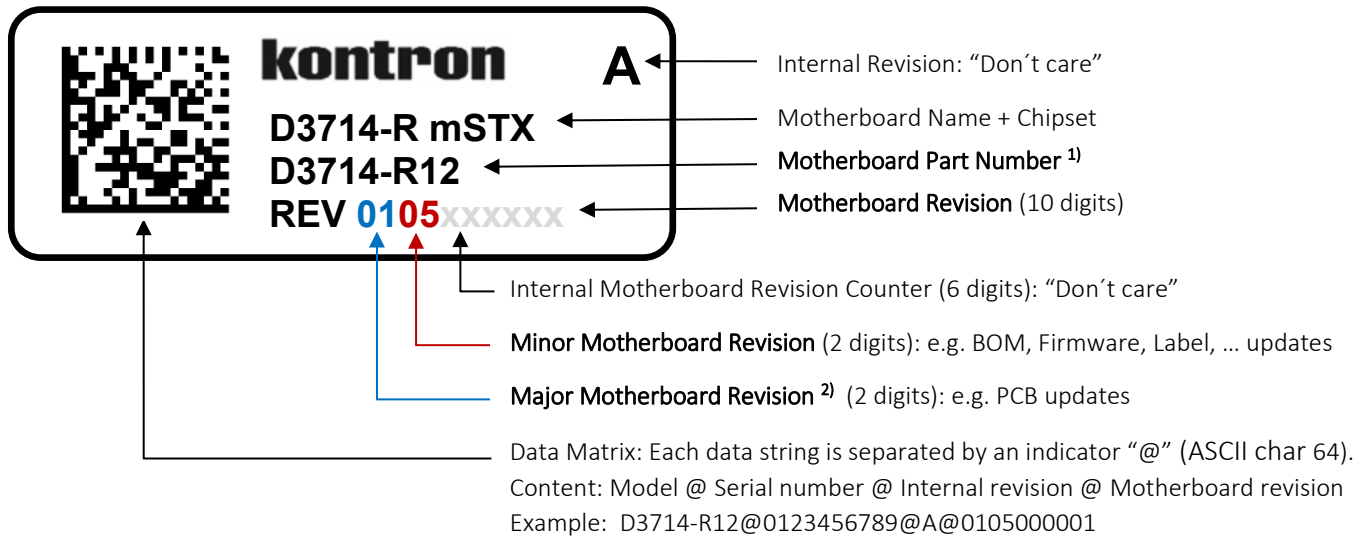 kontron
A
Internal Revision: “Don´t care”
D3714-R mSTX
Motherboard Name + Chipset
D3714-R12
Motherboard Part Number 1)
REV 0105xxxxxx
Motherboard Revision (10 digits)
Internal Motherboard Revision Counter (6 digits): “Don´t care”
Minor Motherboard Revision (2 digits): e.g. BOM, Firmware, Label, … updates
Major Motherboard Revision 2) (2 digits): e.g. PCB updates
Data Matrix: Each data string is separated by an indicator “@” (ASCII char 64).
Content: Model @ Serial number @ Internal revision @ Motherboard revision
Example: D3714-R12@0123456789@A@0105000001